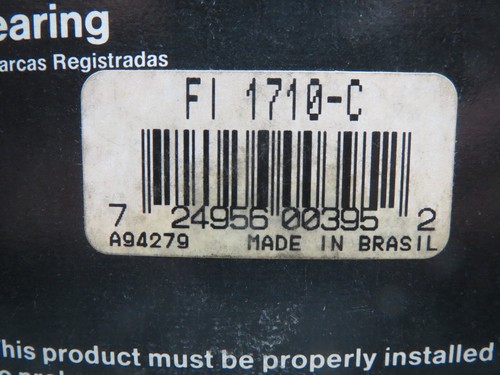 earing
arcas Registradas
FI 1710-C
7 24956 00395 2
A94279 MADE IN BRASIL
his product must be properly installed